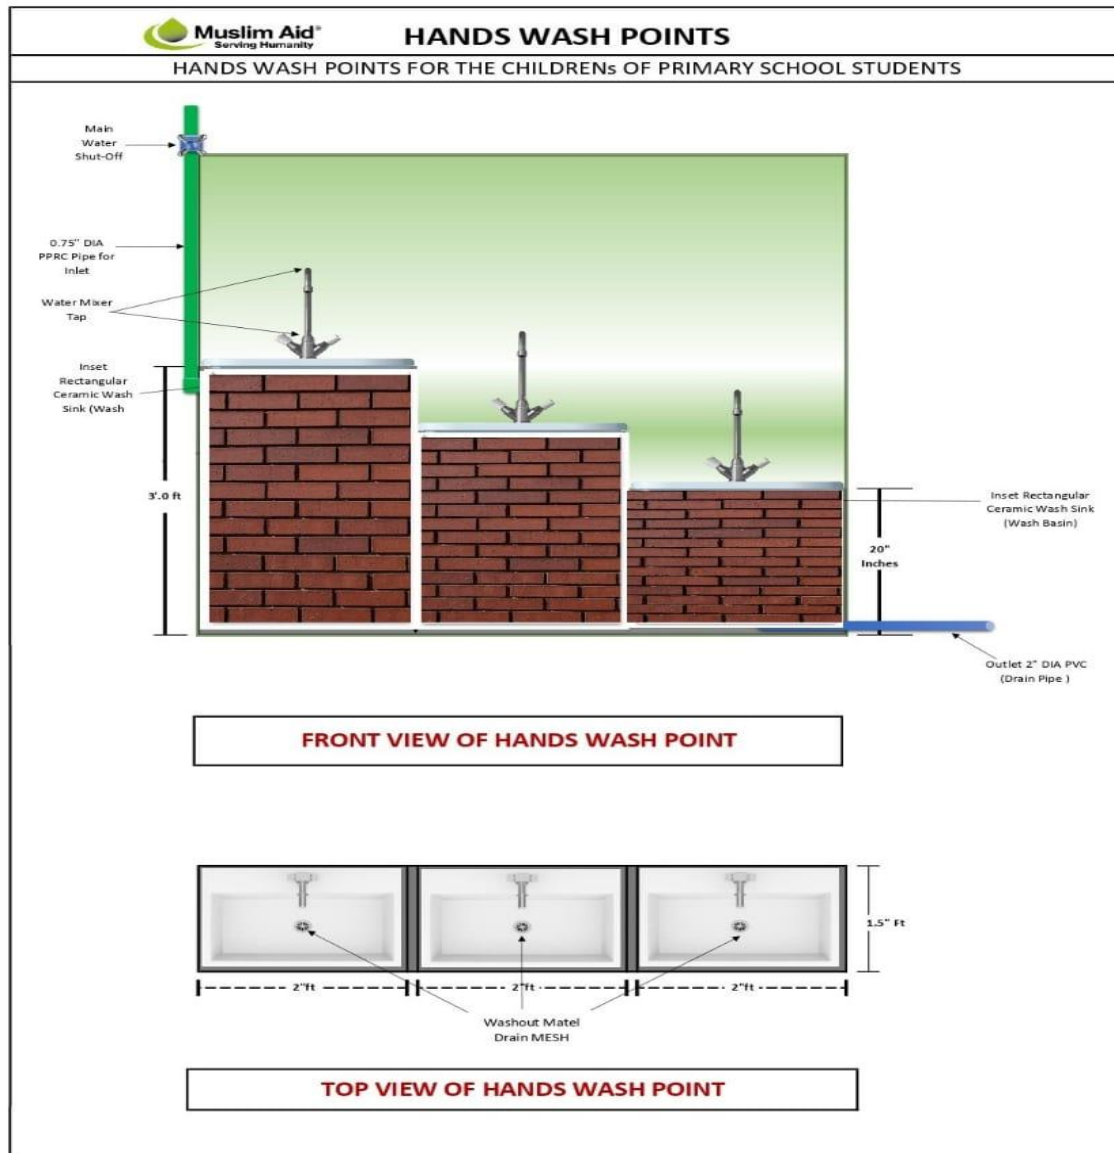 Muslim Aid®
Serving Humanity
HANDS WASH POINTS
HANDS WASH POINTS FOR THE CHILDRENs OF PRIMARY SCHOOL STUDENTS
Main
Water
Shut-Off
0.75" DIA
PPRC Pipe for
Inlet
Water Mixer
Tap
Inset
Rectangular
Ceramic Wash
Sink (Wash
3'.0 ft
Inset Rectangular
Ceramic Wash Sink
(Wash Basin)
20"
Inches
Outlet 2" DIA PVC
(Drain Pipe )
FRONT VIEW OF HANDS WASH POINT
1.5" Ft
2"ft
2"ft
2"ft
Washout Matel
Drain MESH
TOP VIEW OF HANDS WASH POINT